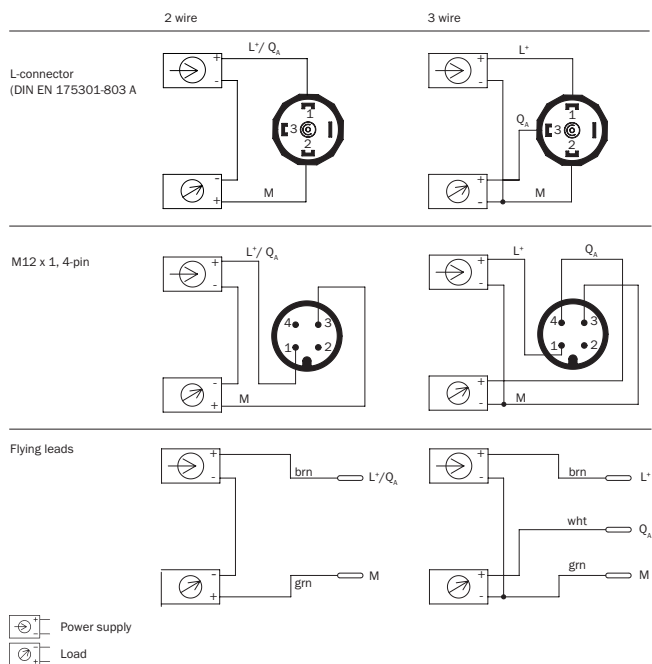 2 wire
3 wire
L-connector
(DIN EN 175301-803 A
+
-
L⁺/ Q_A
1
3
2
-
+
M
+
-
L⁺
Q_A
1
3
2
+
-
M
M12 x 1, 4-pin
+
-
L⁺/ Q_A
4 3
1 2
-
+
M
+
-
L⁺
Q_A
4 3
1 2
+
-
M
Flying leads
+
-
brn L⁺/Q_A
-
+
grn M
+
-
brn L⁺
wht Q_A
+
-
grn M
+
-
Power supply
-
+
Load